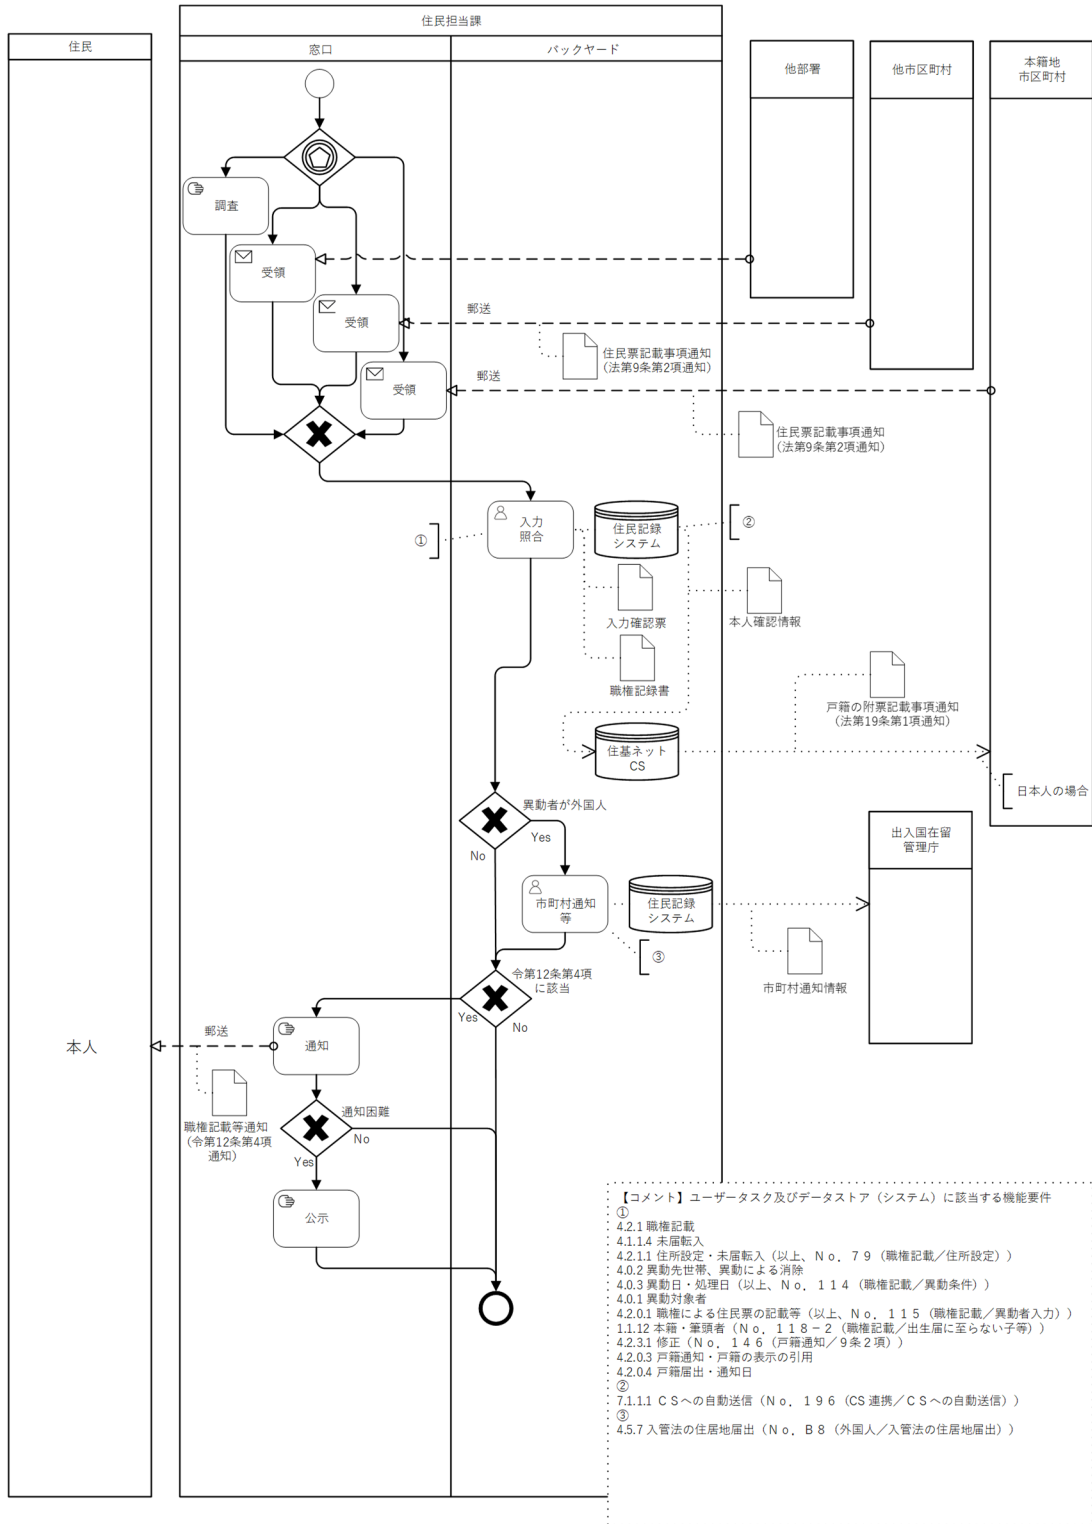 住民担当課
住民
窓口
バックヤード
他部署
他市区町村
本籍地
市区町村
調査
受領
受領
郵送
住民票記載事項通知
(法第9条第2項通知)
受領
郵送
住民票記載事項通知
(法第9条第2項通知)
①
入力
照合
住民記録
システム
②
入力確認票
本人確認情報
職権記録書
戸籍の附票記載事項通知
(法第19条第1項通知)
住基ネット
CS
日本人の場合
異動者が外国人
Yes
No
出入国在留
管理庁
市町村通知
等
住民記録
システム
③
市町村通知情報
令第12条第4項
に該当
Yes
No
郵送
通知
本人
職権記載等通知
(令第12条第4項
通知)
通知困難
No
Yes
公示
【コメント】ユーザータスク及びデータストア（システム）に該当する機能要件
①
4.2.1 職権記載
4.1.1.4 未届転入
4.2.1.1 住所設定・未届転入（以上、Ｎｏ．７９（職権記載／住所設定））
4.0.2 異動先世帯、異動による消除
4.0.3 異動日・処理日（以上、Ｎｏ．１１４（職権記載／異動条件））
4.0.1 異動対象者
4.2.0.1 職権による住民票の記載等（以上、Ｎｏ．１１５（職権記載／異動者入力））
1.1.12 本籍・筆頭者（Ｎｏ．１１８－２（職権記載／出生届に至らない子等））
4.2.3.1 修正（Ｎｏ．１４６（戸籍通知／９条２項））
4.2.0.3 戸籍通知・戸籍の表示の引用
4.2.0.4 戸籍届出・通知日
②
7.1.1.1 ＣＳへの自動送信（Ｎｏ．１９６（CS 連携／ＣＳへの自動送信））
③
4.5.7 入管法の住居地届出（Ｎｏ．Ｂ８（外国人／入管法の住居地届出））